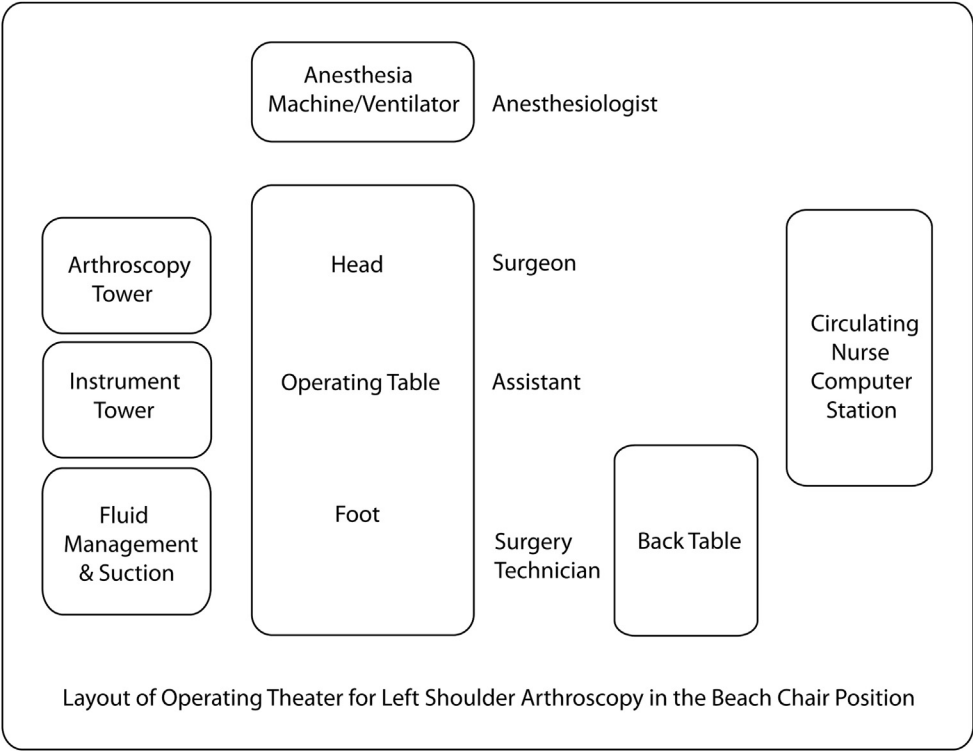 Anesthesia
Machine/Ventilator
Anesthesiologist
Arthroscopy
Tower
Head
Surgeon
Circulating
Nurse
Computer
Station
Instrument
Tower
Operating Table
Assistant
Fluid
Management
& Suction
Foot
Surgery
Technician
Back Table
Layout of Operating Theater for Left Shoulder Arthroscopy in the Beach Chair Position